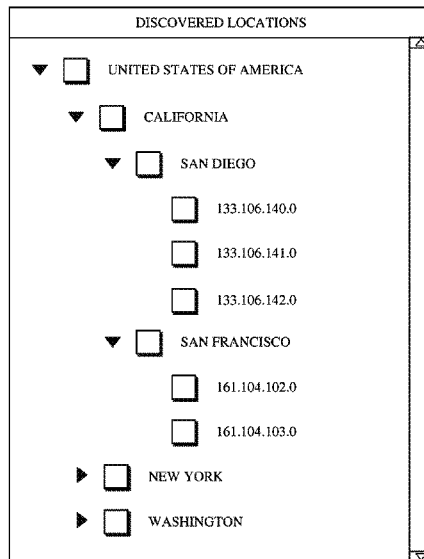 DISCOVERED LOCATIONS
UNITED STATES OF AMERICA
CALIFORNIA
SAN DIEGO
133.106.140.0
133.106.141.0
133.106.142.0
SAN FRANCISCO
161.104.102.0
161.104.103.0
NEW YORK
WASHINGTON